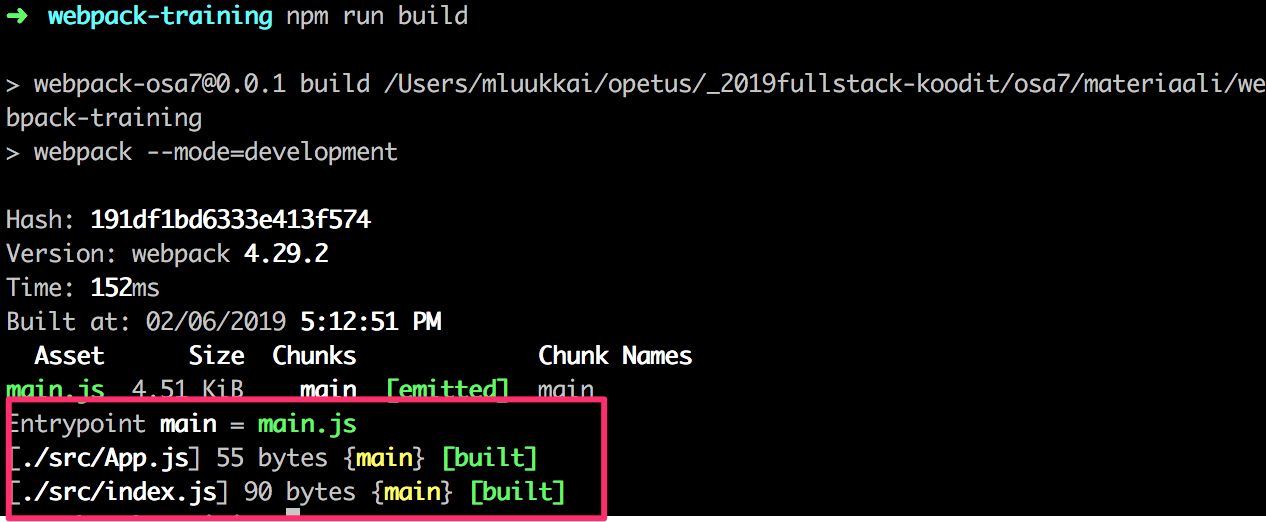 ➜ webpack-training npm run build
> webpack-osa7@0.0.1 build /Users/mluukkai/opetus/_2019fullstack-koodit/osa7/materiaali/we
bpack-training
> webpack --mode=development
Hash: 191df1bd6333e413f574
Version: webpack 4.29.2
Time: 152ms
Built at: 02/06/2019 5:12:51 PM
Asset Size Chunks Chunk Names
main.js 4.51 KiB main [emitted] main
Entrypoint main = main.js
[./src/App.js] 55 bytes {main} [built]
[./src/index.js] 90 bytes {main} [built]